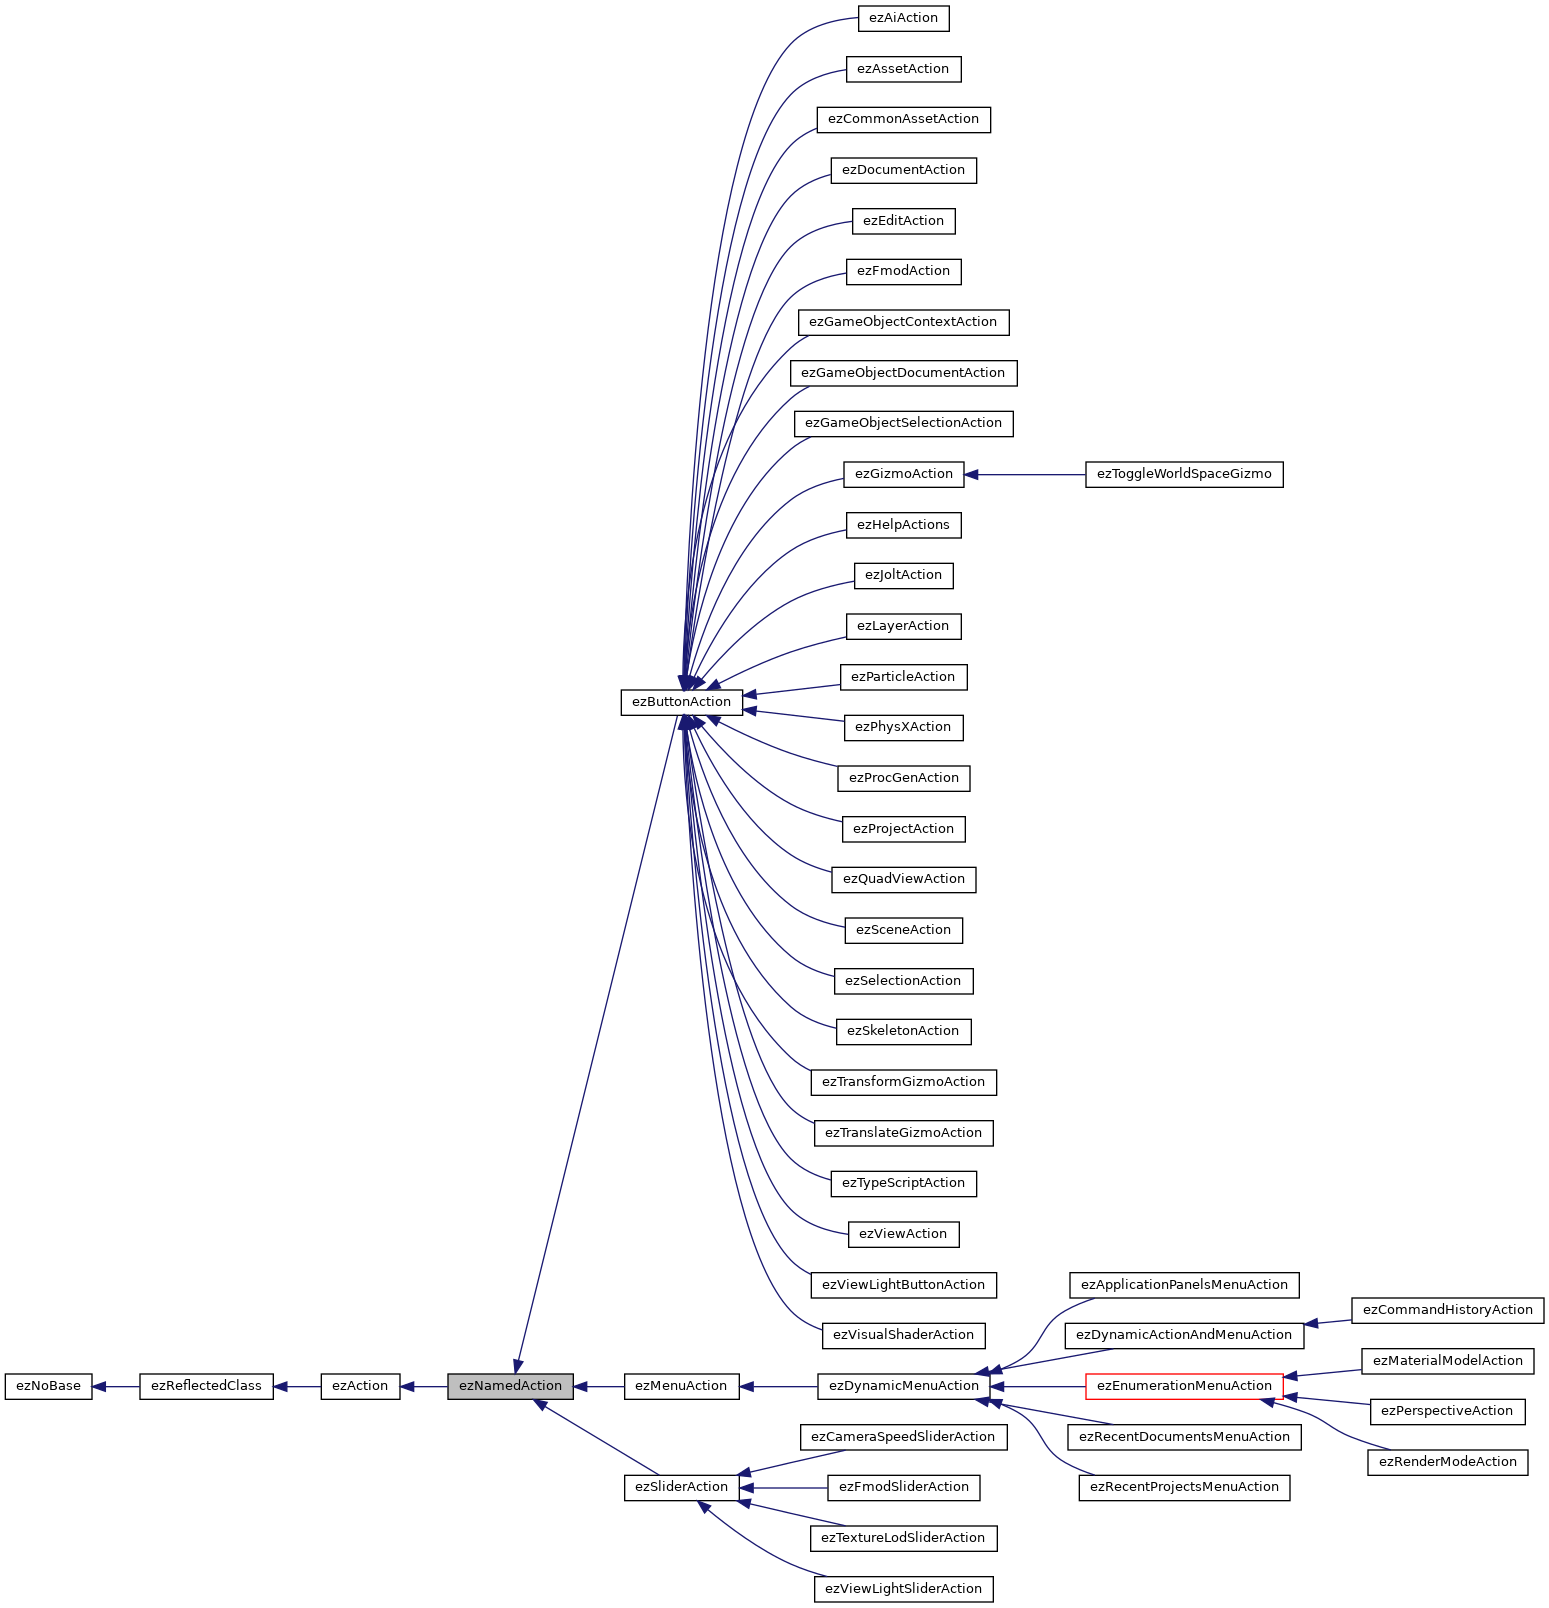 ezAiAction
ezAssetAction
ezCommonAssetAction
ezDocumentAction
ezEditAction
ezFmodAction
ezGameObjectContextAction
ezGameObjectDocumentAction
ezGameObjectSelectionAction
ezGizmoAction
ezToggleWorldSpaceGizmo
ezHelpActions
ezJoltAction
ezLayerAction
ezParticleAction
ezButtonAction
ezPhysXAction
ezProcGenAction
ezProjectAction
ezQuadViewAction
ezSceneAction
ezSelectionAction
ezSkeletonAction
ezTransformGizmoAction
ezTranslateGizmoAction
ezTypeScriptAction
ezViewAction
ezViewLightButtonAction
ezVisualShaderAction
ezApplicationPanelsMenuAction
ezCommandHistoryAction
ezDynamicActionAndMenuAction
ezMaterialModelAction
ezNoBase
ezReflectedClass
ezAction
ezNamedAction
ezMenuAction
ezDynamicMenuAction
ezEnumerationMenuAction
ezPerspectiveAction
ezCameraSpeedSliderAction
ezRecentDocumentsMenuAction
ezRenderModeAction
ezSliderAction
ezFmodSliderAction
ezRecentProjectsMenuAction
ezTextureLodSliderAction
ezViewLightSliderAction